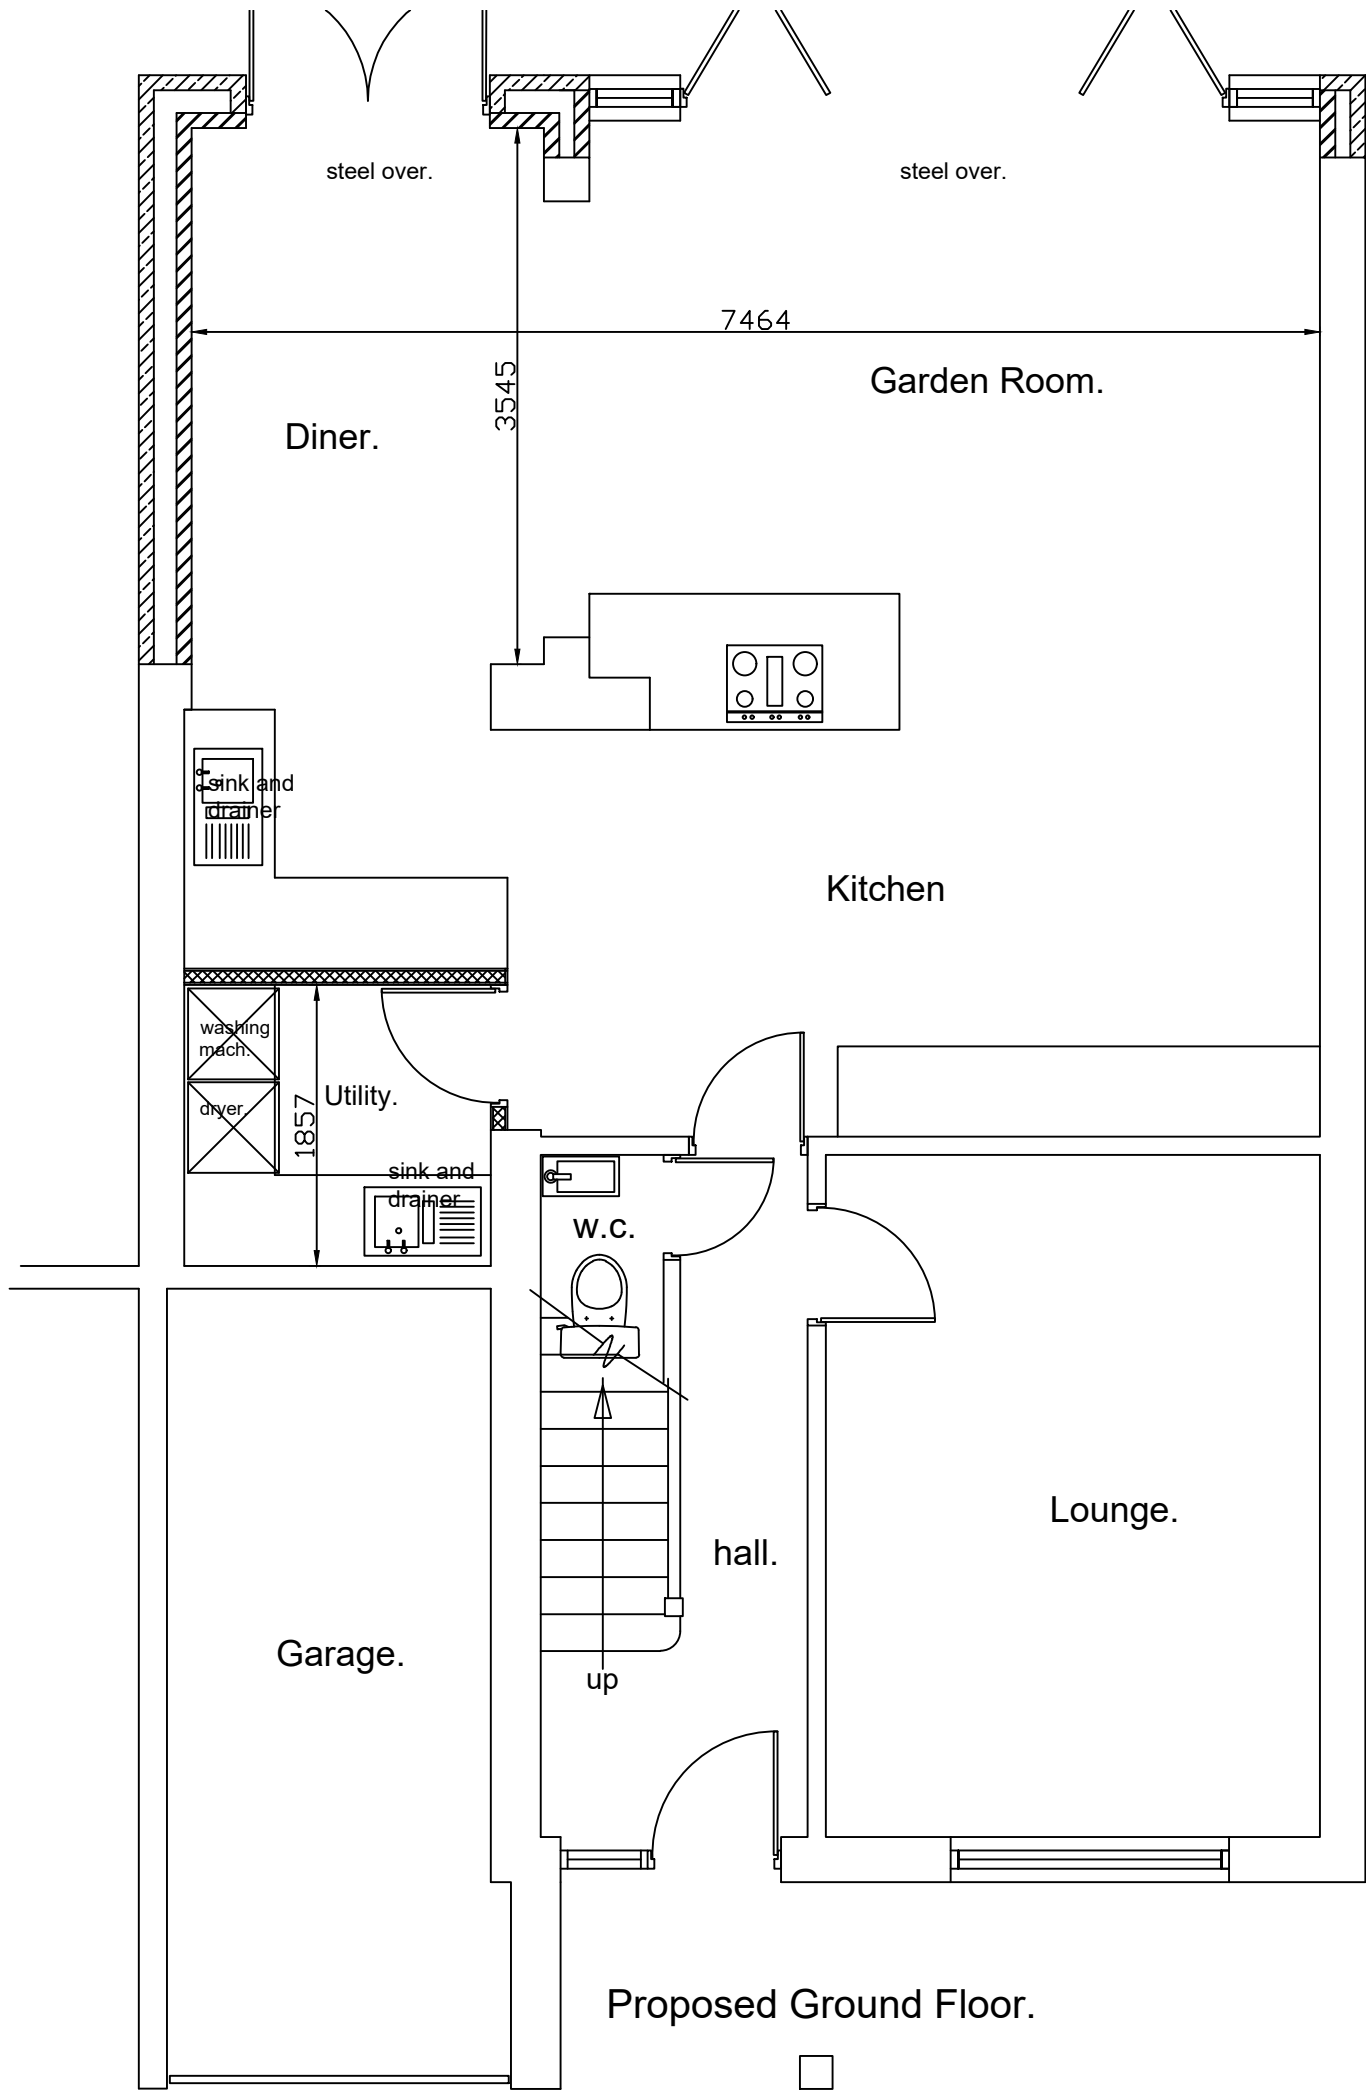 steel over.
steel over.
7464
3545
Garden Room.
Diner.
sink and
drainer
Kitchen
washing
mach.
Utility.
dryer.
1857
sink and
drainer
w.c.
Lounge.
hall.
Garage.
up
Proposed Ground Floor.